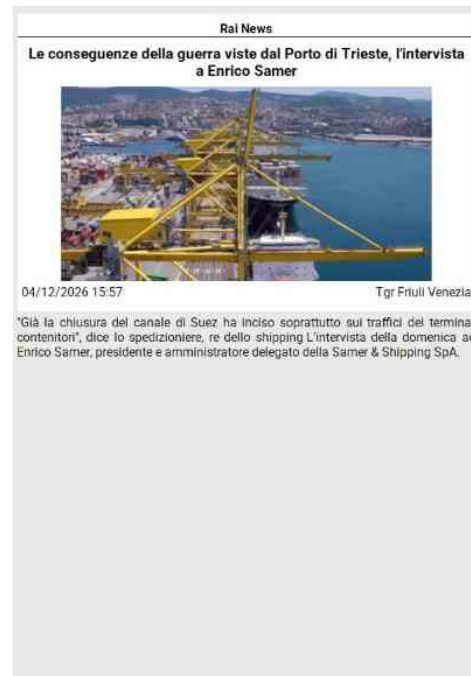 Rai News
Le conseguenze della guerra viste dal Porto di Trieste, l'intervista
a Enrico Samer
04/12/2026 15:57
Tgr Friuli Venezia
"Già la chiusura del canale di Suez ha inciso soprattutto sui traffici del termina
contenitori", dice lo spedizioniere, re dello shipping L'intervista della domenica a
Enrico Samer, presidente e amministratore delegato della Samer & Shipping SpA.